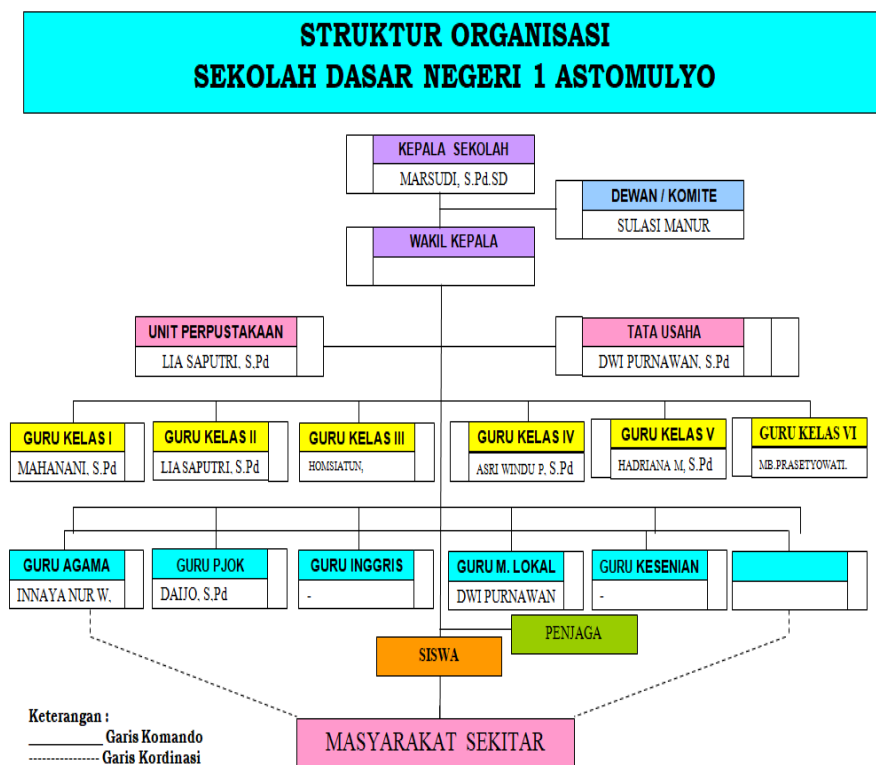 STRUKTUR ORGANISASI
SEKOLAH DASAR NEGERI 1 ASTOMULYO
KEPALA SEKOLAH
MARSUDI, S.Pd.SD
DEWAN / KOMITE
SULASI MANUR
WAKIL KEPALA
UNIT PERPUSTAKAAN
LIA SAPUTRI, S,Pd
TATA USAHA
DWI PURNAWAN, S.Pd
GURU KELAS I
MAHANANI, S.Pd
GURU KELAS II
LIA SAPUTRI, S.Pd
GURU KELAS III
HOMSIATUN,
GURU KELAS IV
ASRI WINDU P, S.Pd
GURU KELAS V
HADRIANA M, S.Pd
GURU KELAS VI
MB.PRASETYOWATI.
GURU AGAMA
INNAYA NUR W,
GURU PJOK
DAIJO, S.Pd
GURU INGGRIS
-
GURU M. LOKAL
DWI PURNAWAN
GURU KESENIAN
-
PENJAGA
SISWA
MASYARAKAT SEKITAR
Keterangan :
__________ Garis Komando
---------------- Garis Kordinasi